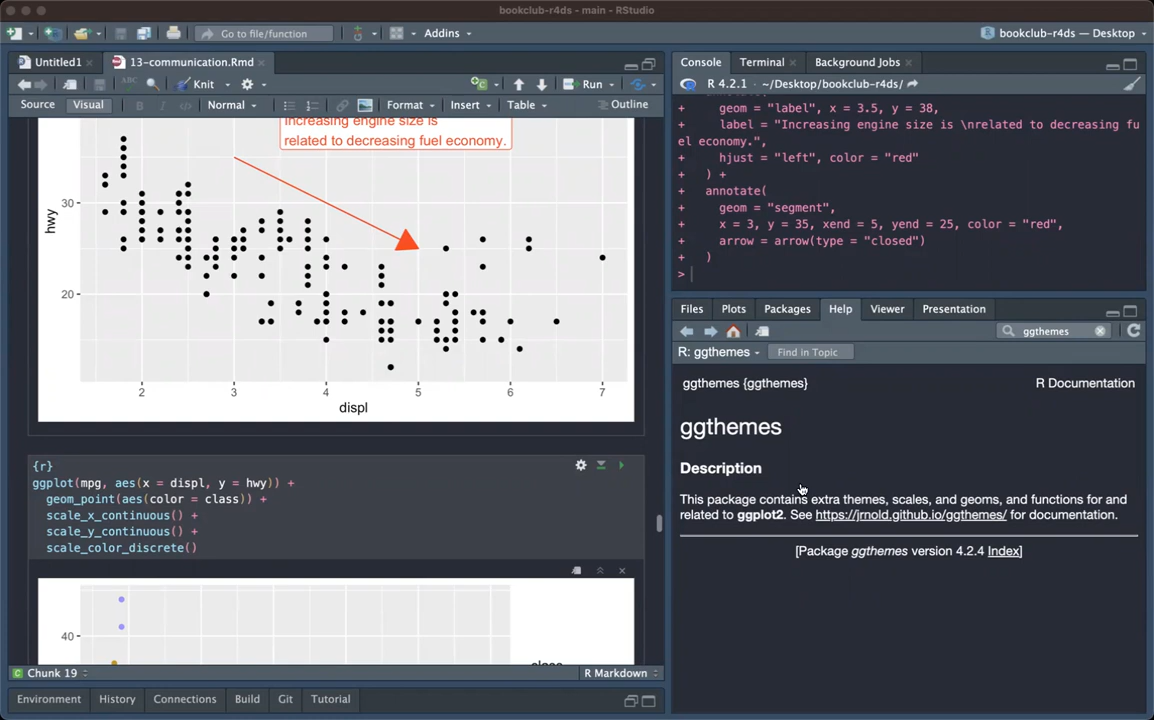 bookclub-r4ds - main - RStudio
Go to file/function
Addins
bookclub-r4ds — Desktop
Untitled1
13-communication.Rmd
ABC
Knit
Run
Source
Visual
B
I
Normal
Format
Insert
Table
Outline
Increasing engine size is
related to decreasing fuel economy.
hwy
30
20
2
3
4
5
6
7
displ
{r}
ggplot(mpg, aes(x = displ, y = hwy)) +
geom_point(aes(color = class)) +
scale_x_continuous() +
scale_y_continuous() +
scale_color_discrete()
40
class
Chunk 19
R Markdown
Environment
History
Connections
Build
Git
Tutorial
Console
Terminal
Background Jobs
R 4.2.1 · ~/Desktop/bookclub-r4ds/
+ annotate(
+ geom = "label", x = 3.5, y = 38,
+ label = "Increasing engine size is \nrelated to decreasing fu
el economy.",
+ hjust = "left", color = "red"
+ ) +
+ annotate(
+ geom = "segment",
+ x = 3, y = 35, xend = 5, yend = 25, color = "red",
+ arrow = arrow(type = "closed")
+ )
>
Files
Plots
Packages
Help
Viewer
Presentation
ggthemes
R: ggthemes
Find in Topic
ggthemes {ggthemes}
R Documentation
ggthemes
Description
This package contains extra themes, scales, and geoms, and functions for and
related to ggplot2. See https://jrnold.github.io/ggthemes/ for documentation.
[Package ggthemes version 4.2.4 Index]